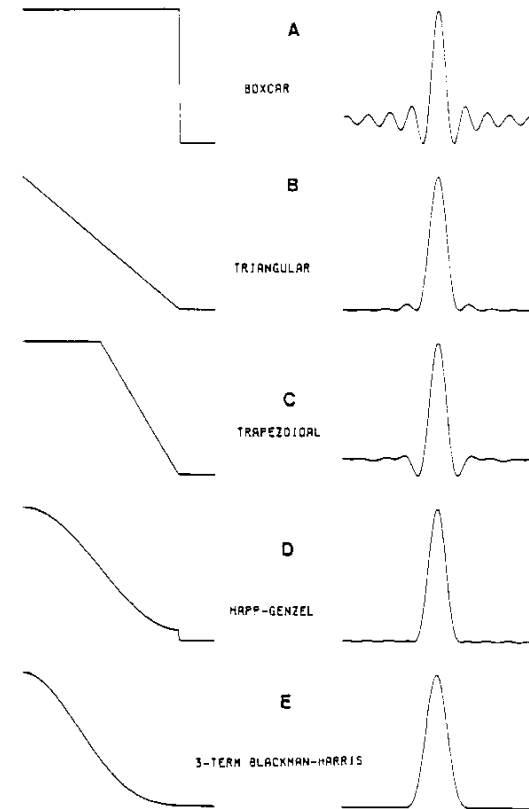 A
BOXCAR
B
TRIANGULAR
C
TRAPEZOIDAL
D
HAPP-GENZEL
E
3-TERM BLACKMAN-HARRIS